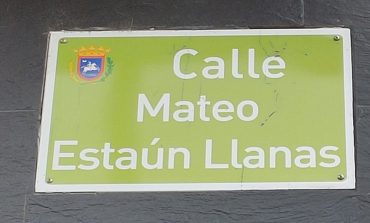 Calle
Mateo
Estaún Llanas